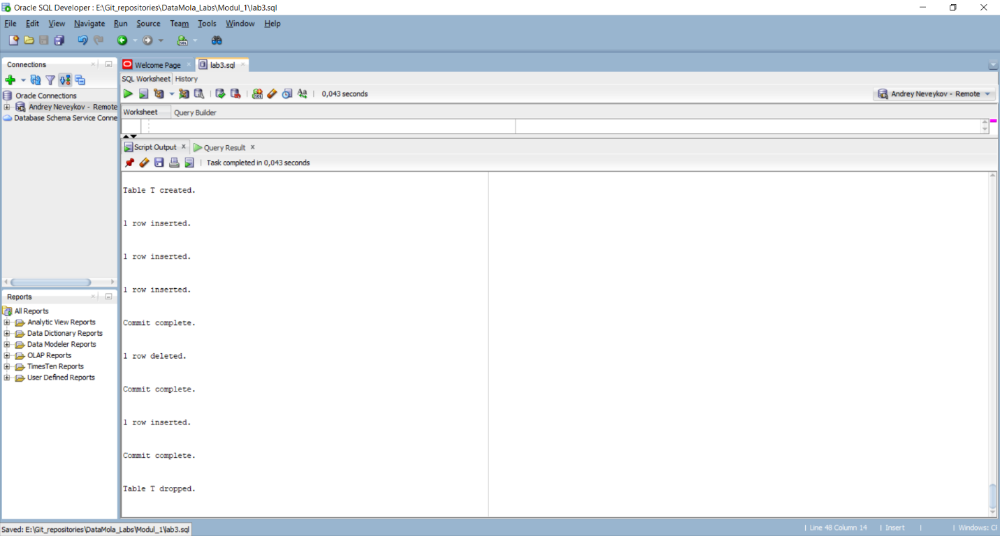 Oracle SQL Developer : E:\Git_repositories\DataMola_Labs\Modul_1\lab3.sql
File Edit View Navigate Run Source Team Tools Window Help
Connections
Welcome Page
lab3.sql
SQL Worksheet History
0,043 seconds
Andrey Neveykov - Remote
Oracle Connections
Andrey Neveykov - Remote
Database Schema Service Conne
Worksheet Query Builder
Script Output
Query Result
Task completed in 0,043 seconds
Table T created.
1 row inserted.
1 row inserted.
1 row inserted.
Commit complete.
1 row deleted.
Commit complete.
1 row inserted.
Commit complete.
Table T dropped.
Reports
All Reports
Analytic View Reports
Data Dictionary Reports
Data Modeler Reports
OLAP Reports
TimesTen Reports
User Defined Reports
Saved: E:\Git_repositories\DataMola_Labs\Modul_1\lab3.sql
Line 48 Column 14 | Insert | | Windows: